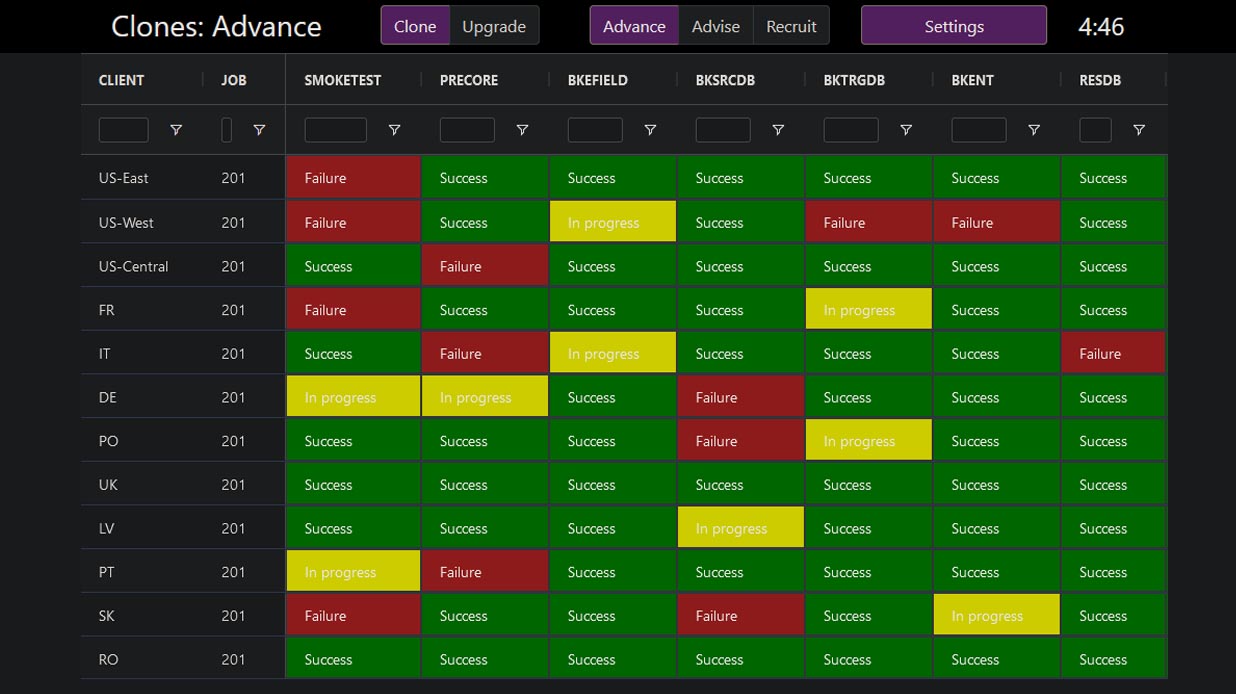 Clones: Advance Clone Upgrade Advance Advise Recruit Settings 4:46
CLIENT JOB SMOKETEST PRECORE BKEFIELD BKSRCDB BKTRGDB BKENT RESDB
US-East 201 Failure Success Success Success Success Success Success
US-West 201 Failure Success In progress Success Failure Failure Success
US-Central 201 Success Failure Success Success Success Success Success
FR 201 Failure Success Success Success In progress Success Success
IT 201 Success Failure In progress Success Success Success Failure
DE 201 In progress In progress Success Failure Success Success Success
PO 201 Success Success Success Failure In progress Success Success
UK 201 Success Success Success Success Success Success Success
LV 201 Success Success Success In progress Success Success Success
PT 201 In progress Failure Success Success Success Success Success
SK 201 Failure Success Success Failure Success In progress Success
RO 201 Success Success Success Success Success Success Success